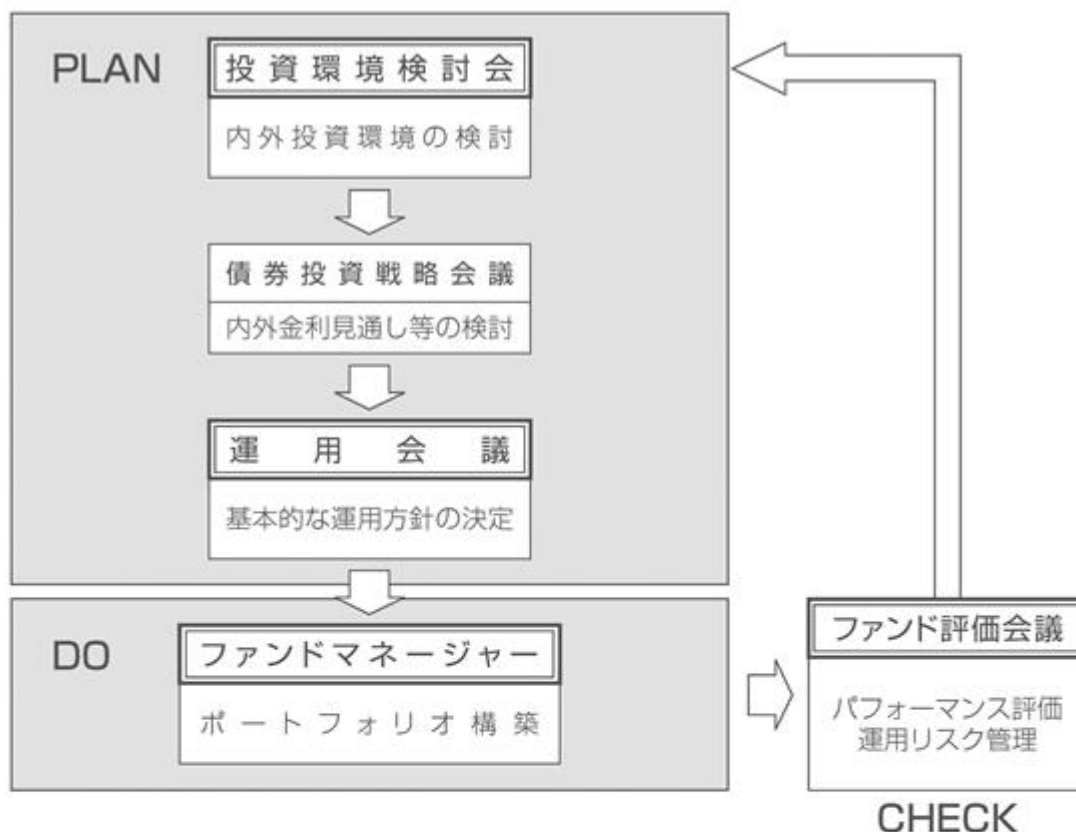 PLAN
投資環境検討会
内外投資環境の検討
債券投資戦略会議
内外金利見通し等の検討
運用会議
基本的な運用方針の決定
DO
ファンドマネージャー
ポートフォリオ構築
ファンド評価会議
パフォーマンス評価
運用リスク管理
CHECK